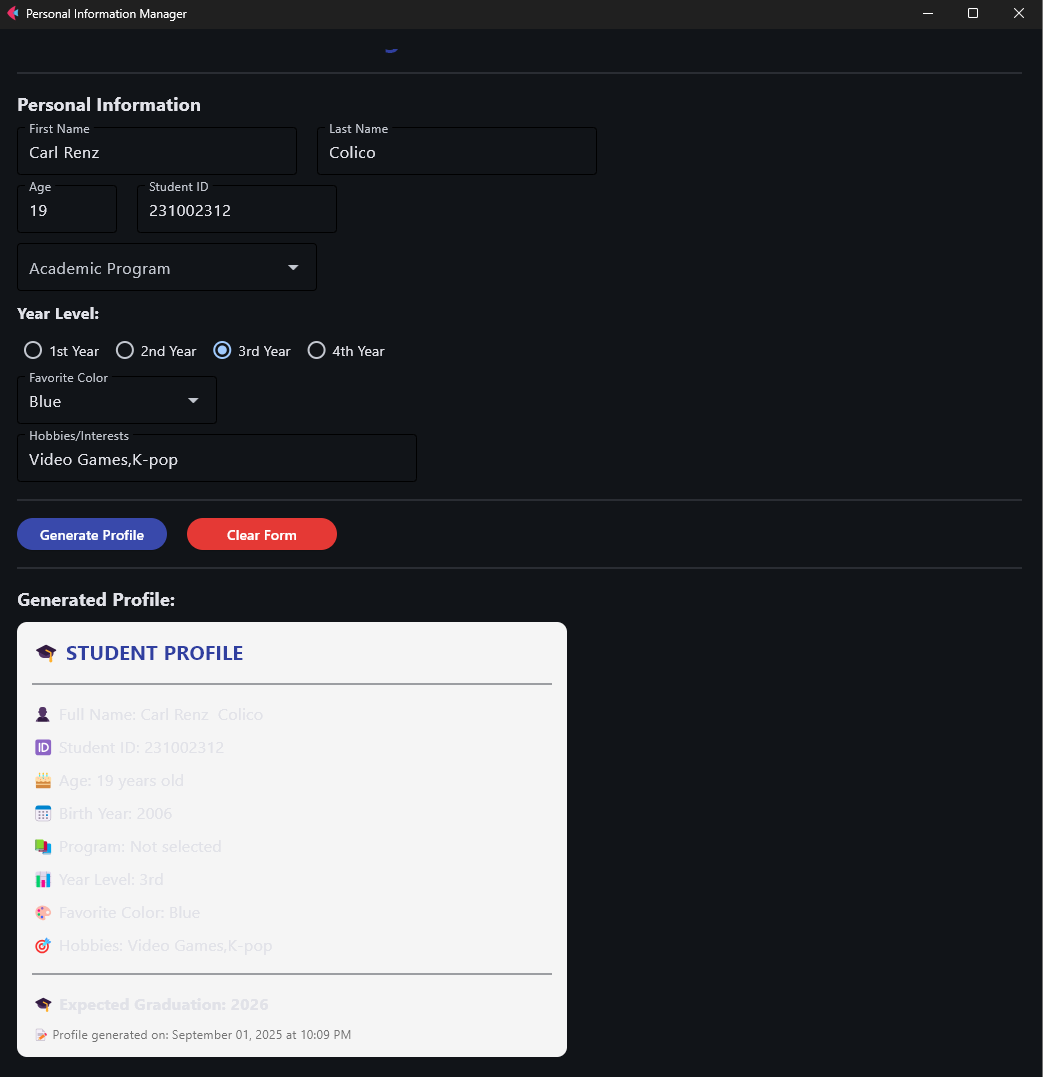 Personal Information Manager
Personal Information
First Name Last Name
Carl Renz Colico
Age Student ID
19 231002312
Academic Program
Year Level:
1st Year 2nd Year 3rd Year 4th Year
Favorite Color
Blue
Hobbies/Interests
Video Games,K-pop
Generate Profile Clear Form
Generated Profile:
STUDENT PROFILE
Full Name: Carl Renz  Colico
ID Student ID: 231002312
Age: 19 years old
Birth Year: 2006
Program: Not selected
Year Level: 3rd
Favorite Color: Blue
Hobbies: Video Games,K-pop
Expected Graduation: 2026
Profile generated on: September 01, 2025 at 10:09 PM